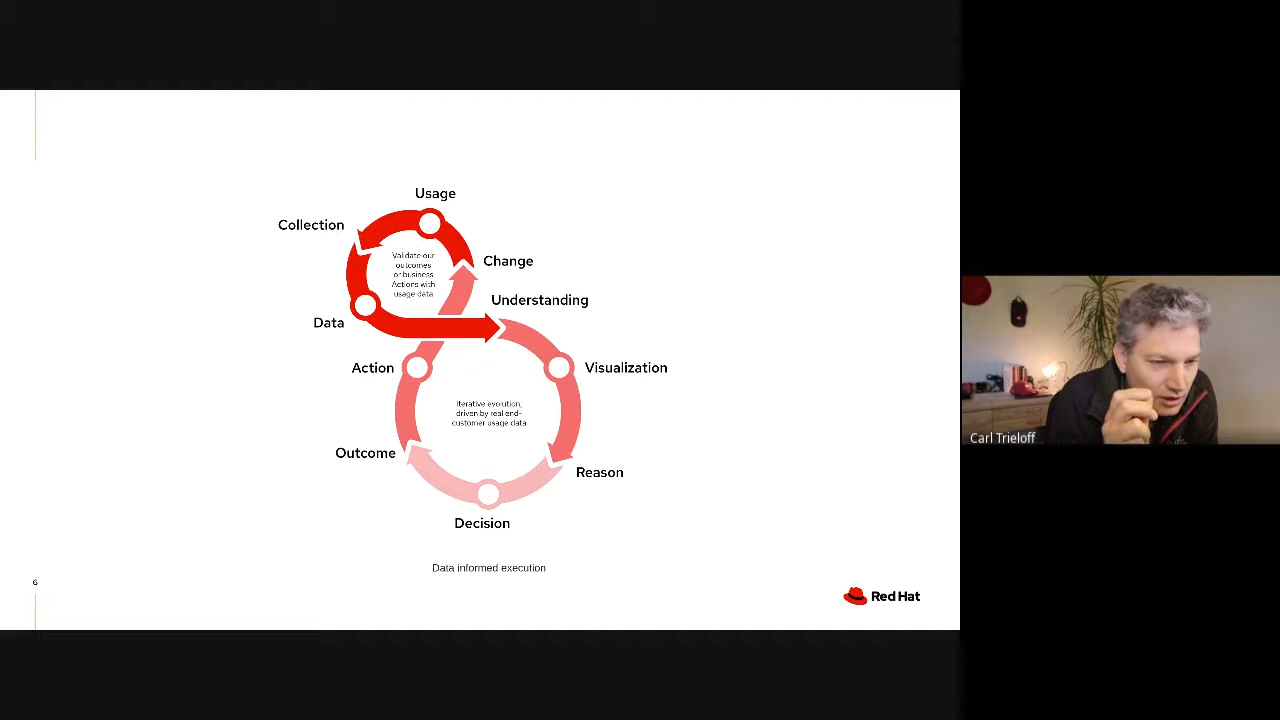 Usage
Collection
Validate our
outcomes
or business
Actions with
usage data
Change
Understanding
Data
Action
Visualization
Iterative evolution,
driven by real end-
customer usage data
Outcome
Reason
Decision
Data informed execution
6
Red Hat
Carl Trieloff